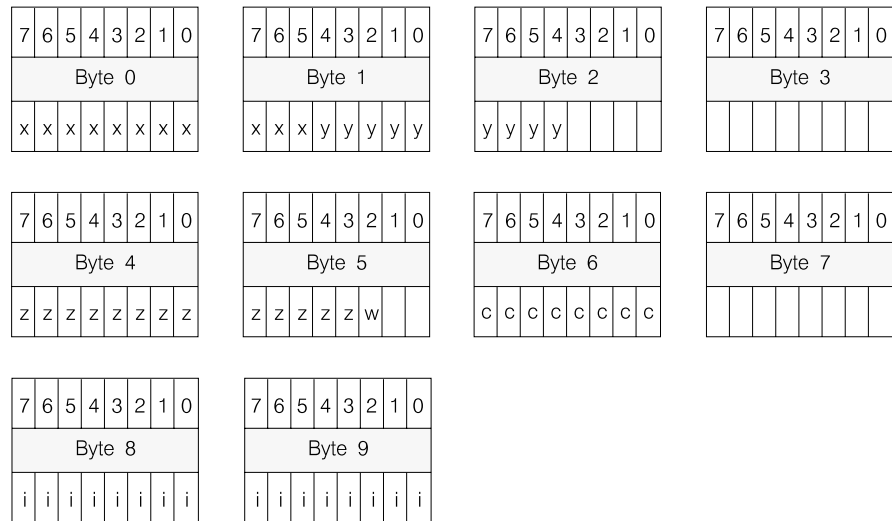 7 6 5 4 3 2 1 0 7 6 5 4 3 2 1 0 7 6 5 4 3 2 1 0 7 6 5 4 3 2 1 0
Byte 0 Byte 1 Byte 2 Byte 3
x x x x x x x x x x x y y y y y y y y y
7 6 5 4 3 2 1 0 7 6 5 4 3 2 1 0 7 6 5 4 3 2 1 0 7 6 5 4 3 2 1 0
Byte 4 Byte 5 Byte 6 Byte 7
z z z z z z z z z z z z z w c c c c c c c c
7 6 5 4 3 2 1 0 7 6 5 4 3 2 1 0
Byte 8 Byte 9
i i i i i i i i i i i i i i i i